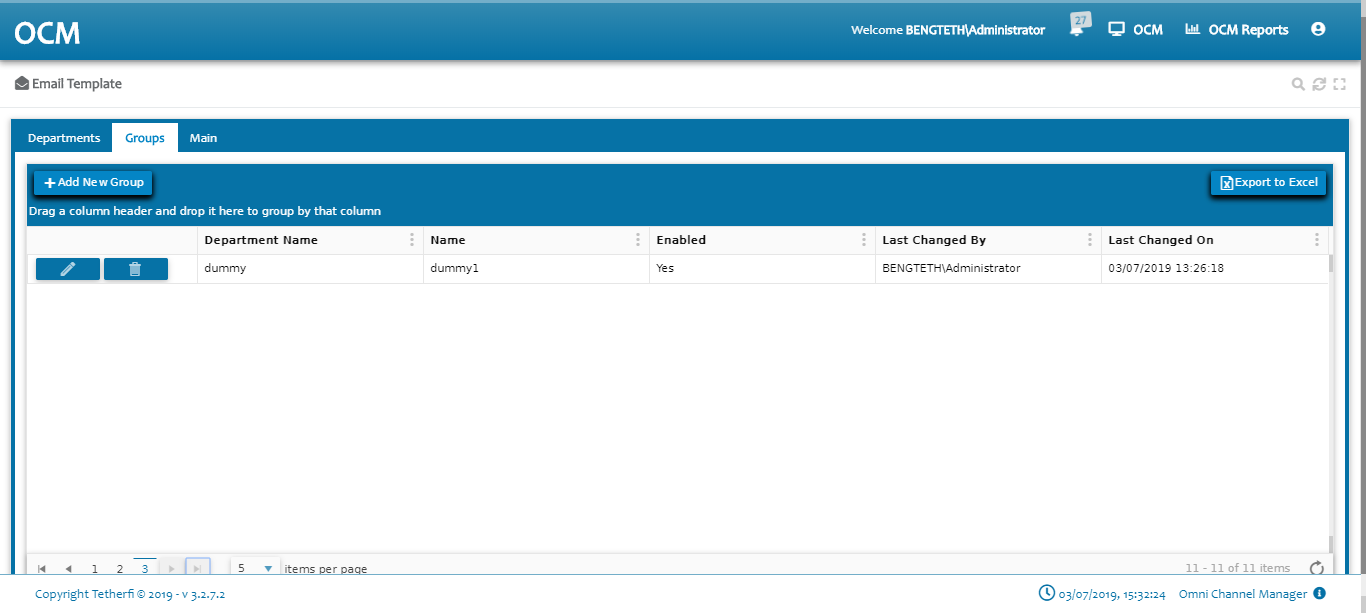 OCM
Welcome BENGTETH\Administrator
27
OCM
OCM Reports
Email Template
Departments
Groups
Main
Add New Group
Export to Excel
Drag a column header and drop it here to group by that column
Department Name Name Enabled Last Changed By Last Changed On
dummy dummy1 Yes BENGTETH\Administrator 03/07/2019 13:26:18
1 2 3 5 items per page 11 - 11 of 11 items
Copyright Tetherfi © 2019 - v 3.2.7.2
03/07/2019, 15:32:24 Omni Channel Manager